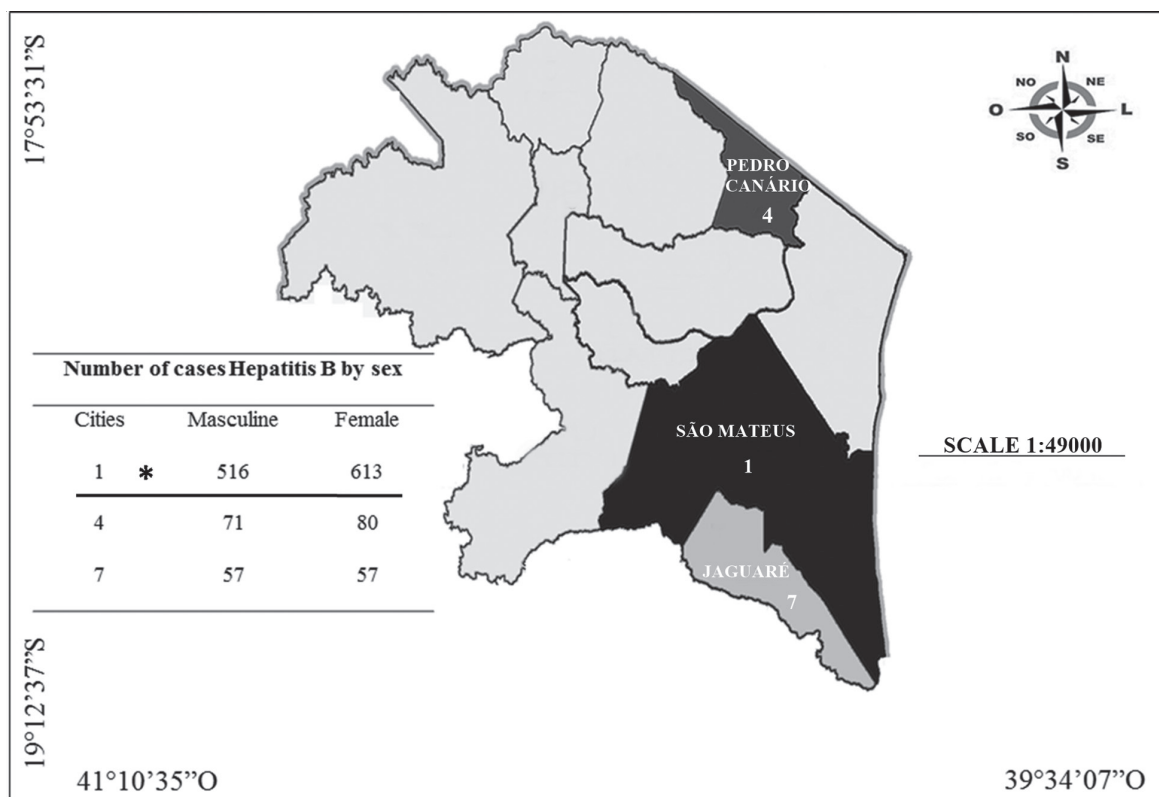 17°53'31"S
N
NO NE
O L
SO SE
S
PEDRO
CANÁRIO
4
Number of cases Hepatitis B by sex
Cities Masculine Female
1 * 516 613
4 71 80
7 57 57
SÃO MATEUS
1
SCALE 1:49000
JAGUARÉ
7
19°12'37"S
41°10'35"O
39°34'07"O